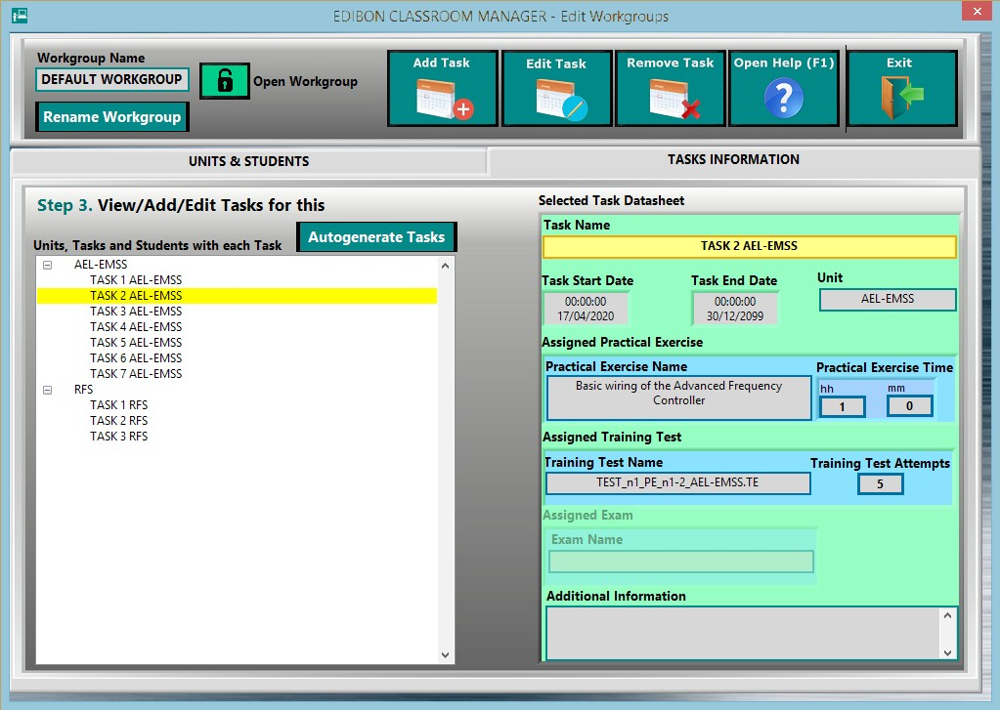 EDIBON CLASSROOM MANAGER - Edit Workgroups
Workgroup Name
DEFAULT WORKGROUP
Rename Workgroup
Open Workgroup
Add Task
Edit Task
Remove Task
Open Help (F1)
Exit
UNITS & STUDENTS
TASKS INFORMATION
Step 3. View/Add/Edit Tasks for this
Units, Tasks and Students with each Task
Autogenerate Tasks
AEL-EMSS
TASK 1 AEL-EMSS
TASK 2 AEL-EMSS
TASK 3 AEL-EMSS
TASK 4 AEL-EMSS
TASK 5 AEL-EMSS
TASK 6 AEL-EMSS
TASK 7 AEL-EMSS
RFS
TASK 1 RFS
TASK 2 RFS
TASK 3 RFS
Selected Task Datasheet
Task Name
TASK 2 AEL-EMSS
Task Start Date
00:00:00
17/04/2020
Task End Date
00:00:00
30/12/2099
Unit
AEL-EMSS
Assigned Practical Exercise
Practical Exercise Name
Basic wiring of the Advanced Frequency
Controller
Practical Exercise Time
hh
1
mm
0
Assigned Training Test
Training Test Name
TEST_n1_PE_n1-2_AEL-EMSS.TE
Training Test Attempts
5
Assigned Exam
Exam Name
Additional Information